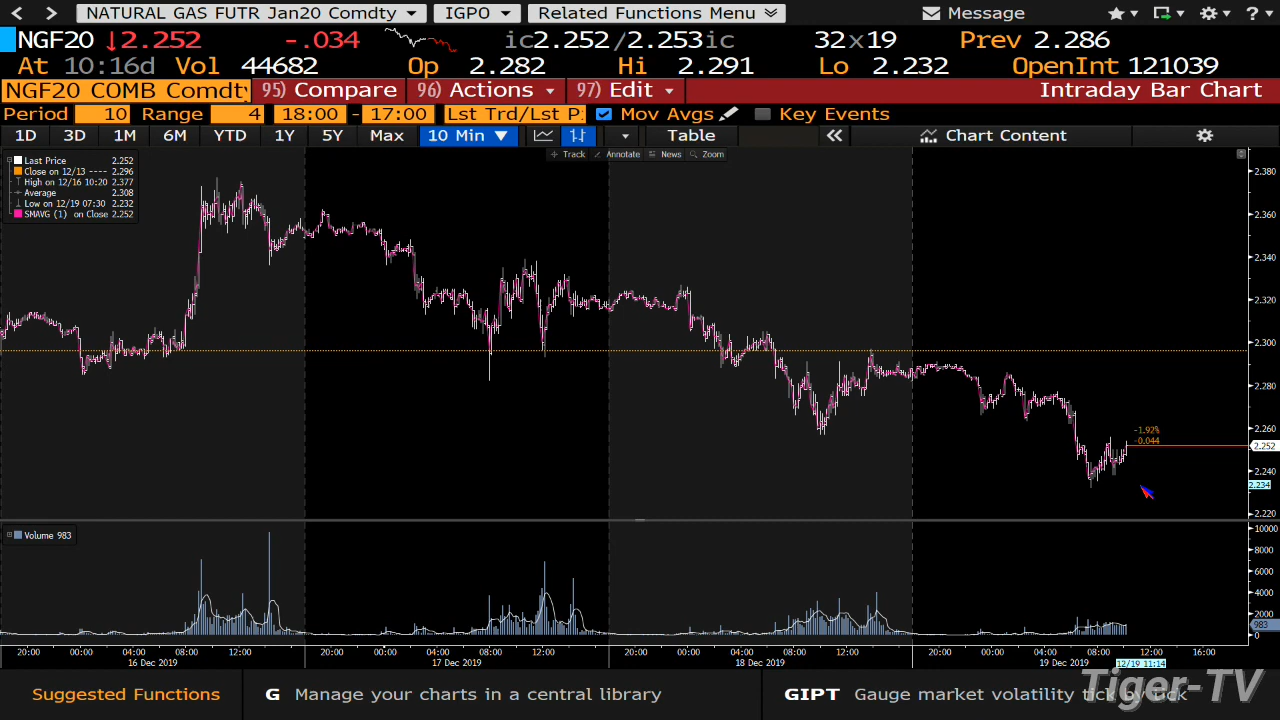 NATURAL GAS FUTR Jan20 Comdty IGPO Related Functions Menu Message ?
NGF20 ↓2.252 -.034 ic2.252/2.253ic 32x19 Prev 2.286
At 10:16d Vol 44682 Op 2.282 Hi 2.291 Lo 2.232 OpenInt 121039
NGF20 COMB Comdty 95) Compare 96) Actions 97) Edit Intraday Bar Chart
Period 10 Range 4 18:00 - 17:00 Lst Trd/Lst P Mov Avgs Key Events
1D 3D 1M 6M YTD 1Y 5Y Max 10 Min ▼ Table « Chart Content
Track Annotate News Zoom
Last Price 2.252
Close on 12/13 ---- 2.296
High on 12/16 10:20 2.377
Average 2.308
Low on 12/19 07:30 2.232
SMAVG (1) on Close 2.252
2.380
2.360
2.340
2.320
2.300
2.280
2.260
-1.92%
-0.044
2.252
2.240
2.234
2.220
Volume 983
10000
8000
6000
4000
2000
983
0
20:00 00:00 04:00 08:00 12:00 20:00 00:00 04:00 08:00 12:00 20:00 00:00 04:00 08:00 12:00 20:00 00:00 04:00 08:00 12:00 16:00
16 Dec 2019 17 Dec 2019 18 Dec 2019 19 Dec 2019 12/19 11:14
Suggested Functions G Manage your charts in a central library GIPT Gauge market volatility tick by tick
Tiger-TV